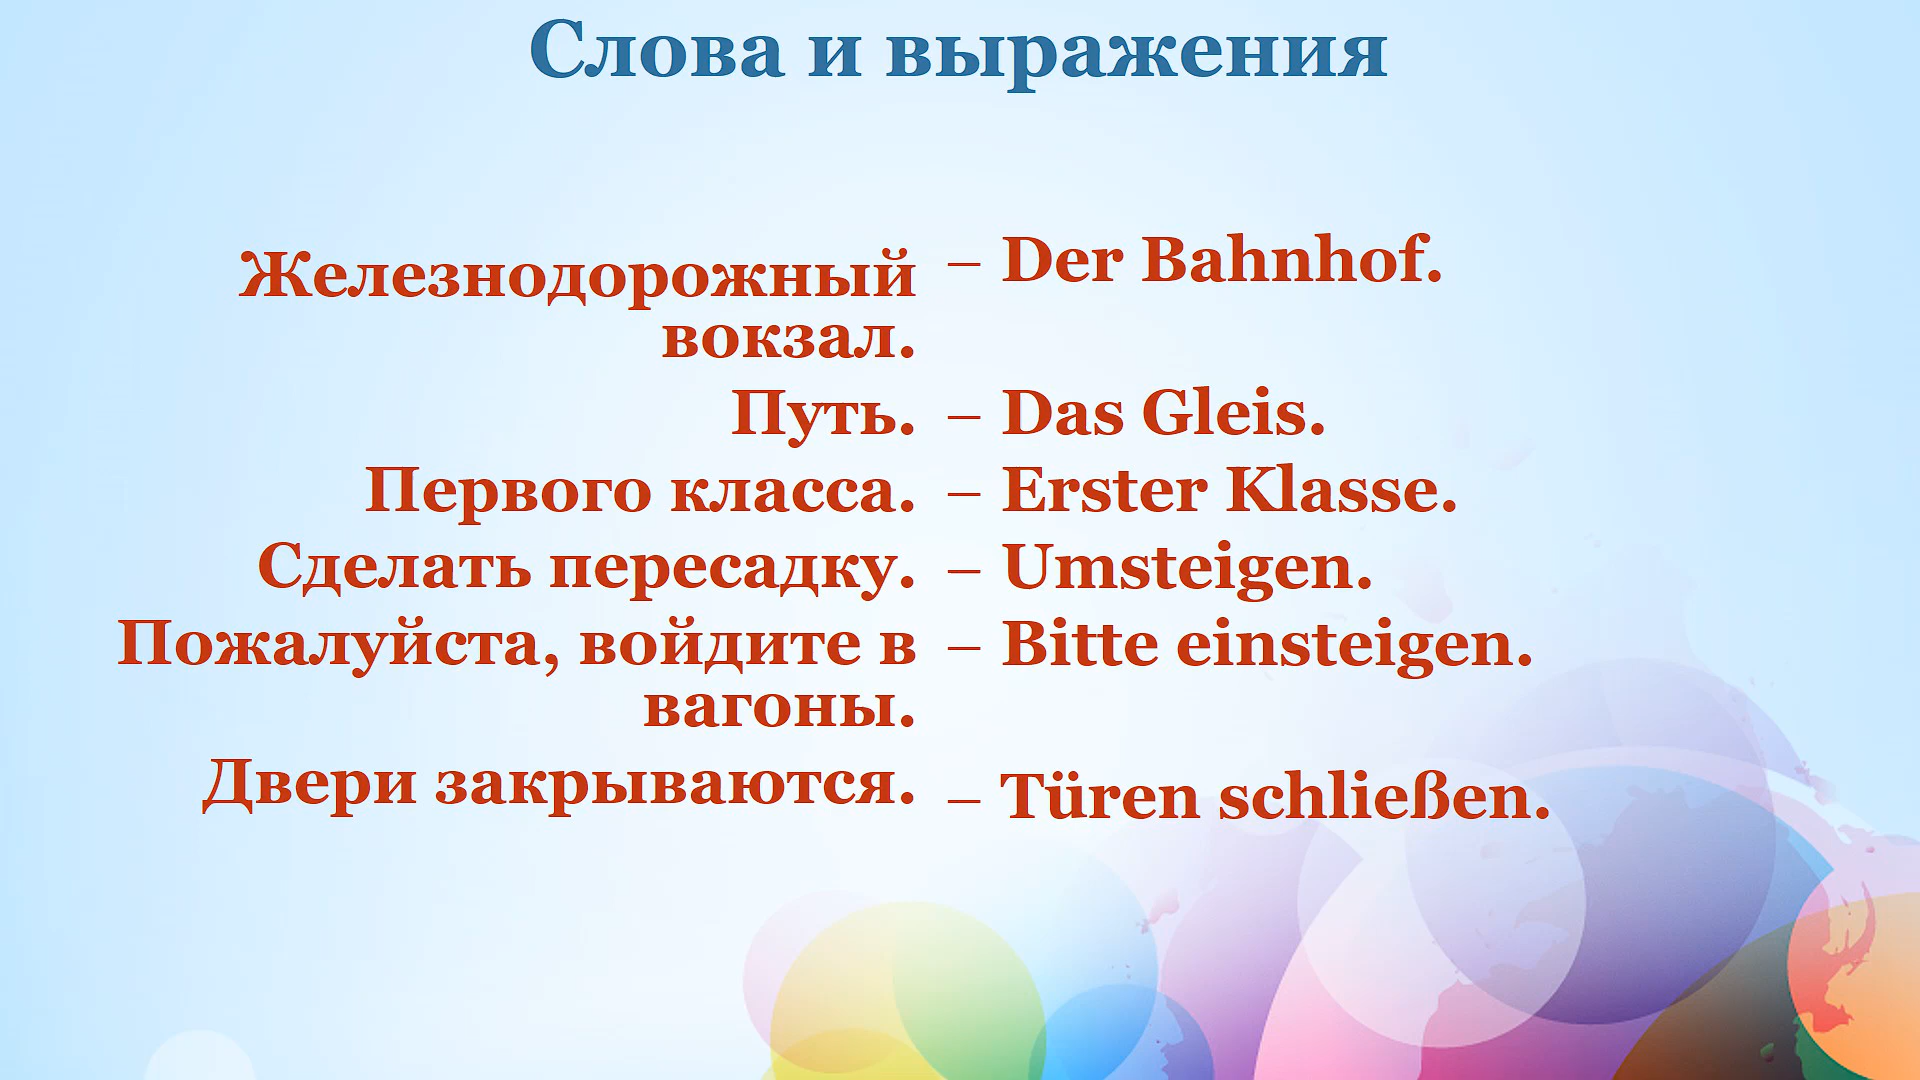 Слова и выражения
Железнодорожный – Der Bahnhof.
вокзал.
Путь. – Das Gleis.
Первого класса. – Erster Klasse.
Сделать пересадку. – Umsteigen.
Пожалуйста, войдите в – Bitte einsteigen.
вагоны.
Двери закрываются. – Türen schließen.